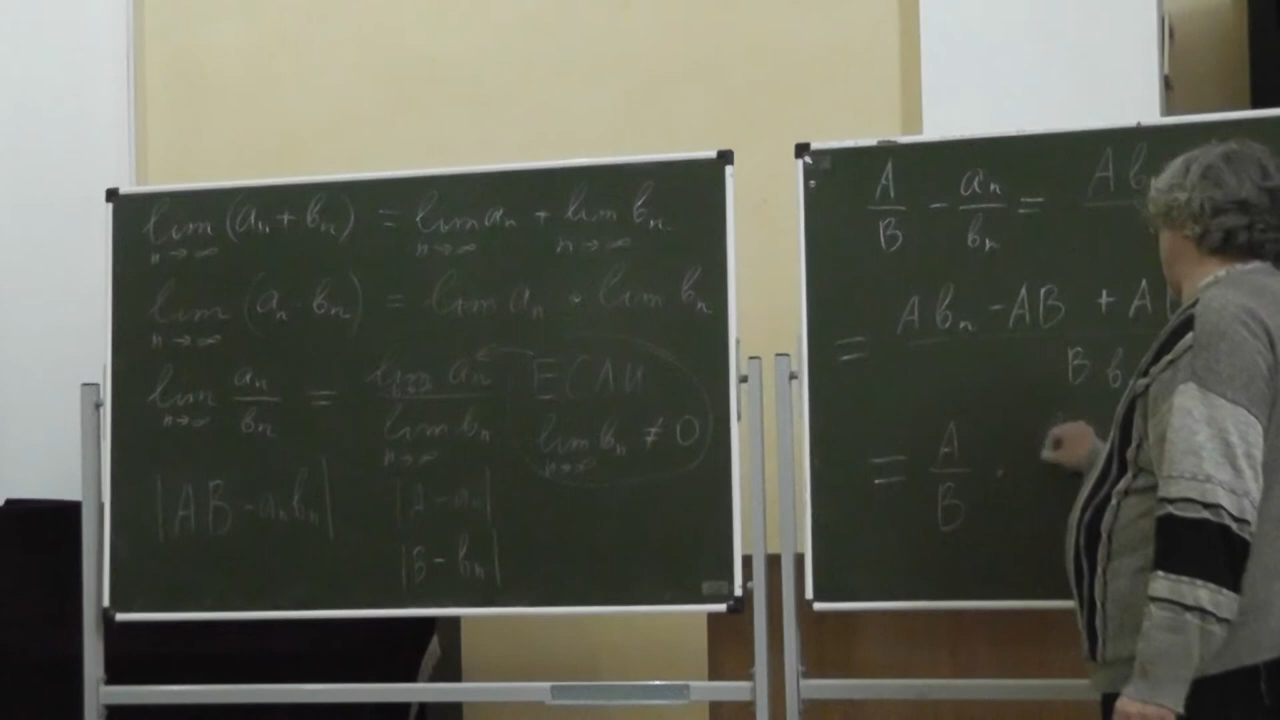 lim (aₙ + bₙ) = lim aₙ + lim bₙ
n→∞ n→∞ n→∞
lim (aₙ · bₙ) = lim aₙ · lim bₙ
n→∞
lim aₙ/bₙ = lim aₙ / lim bₙ ЕСЛИ
n→∞ n→∞ lim bₙ ≠ 0
n→∞
|AB - aₙbₙ| |A - aₙ|
|B - bₙ|
A/B - aₙ/bₙ = Ab
= Abₙ - AB + A
B b
= A/B ·